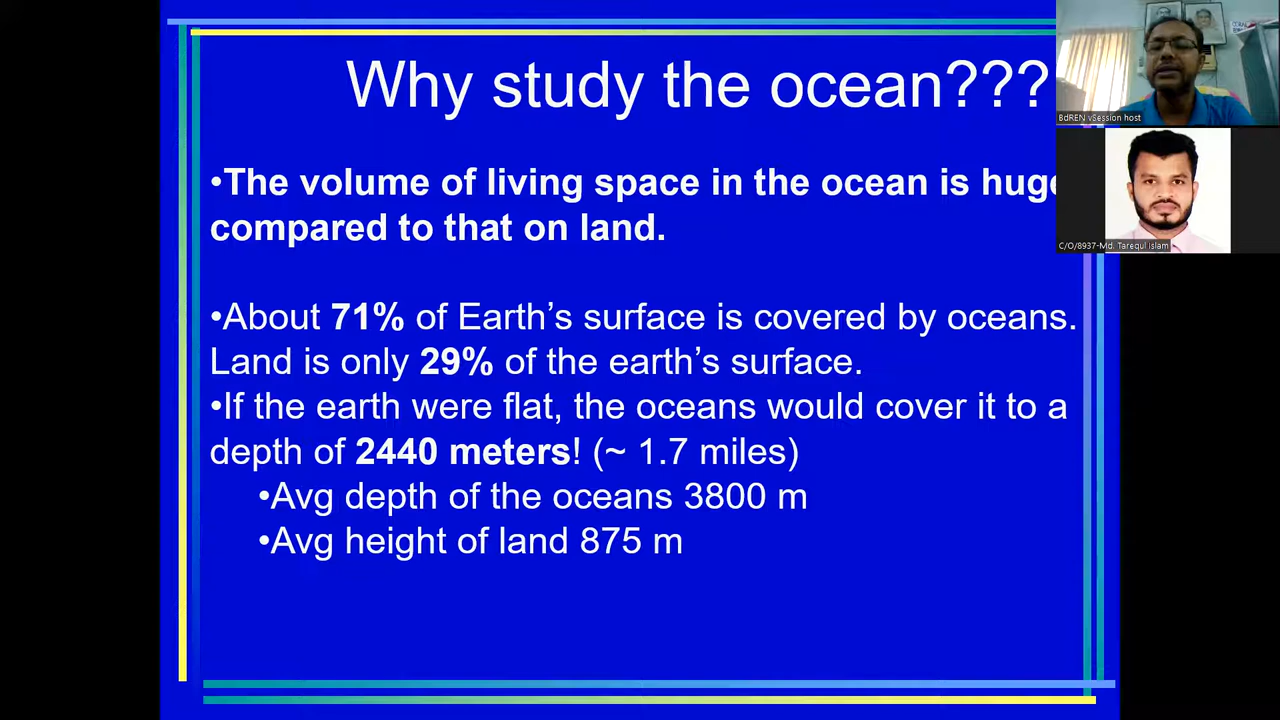 Why study the ocean???
•The volume of living space in the ocean is huge
compared to that on land.
•About 71% of Earth’s surface is covered by oceans.
Land is only 29% of the earth’s surface.
•If the earth were flat, the oceans would cover it to a
depth of 2440 meters! (~ 1.7 miles)
•Avg depth of the oceans 3800 m
•Avg height of land 875 m
BdREN vSession host
C/O/8937-Md. Tarequl Islam